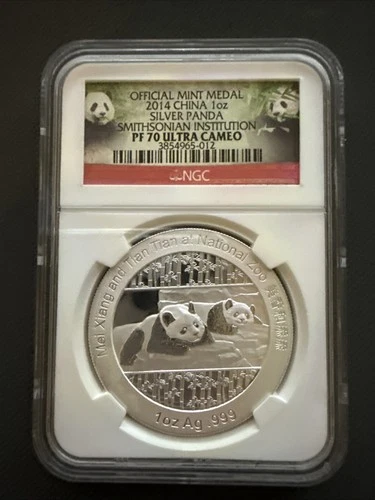 OFFICIAL MINT MEDAL
2014 CHINA 1oz
SILVER PANDA
SMITHSONIAN INSTITUTION
PF 70 ULTRA CAMEO
3854965-012
NGC
Mei Xiang and Tian Tian at National Zoo
1oz Ag .999